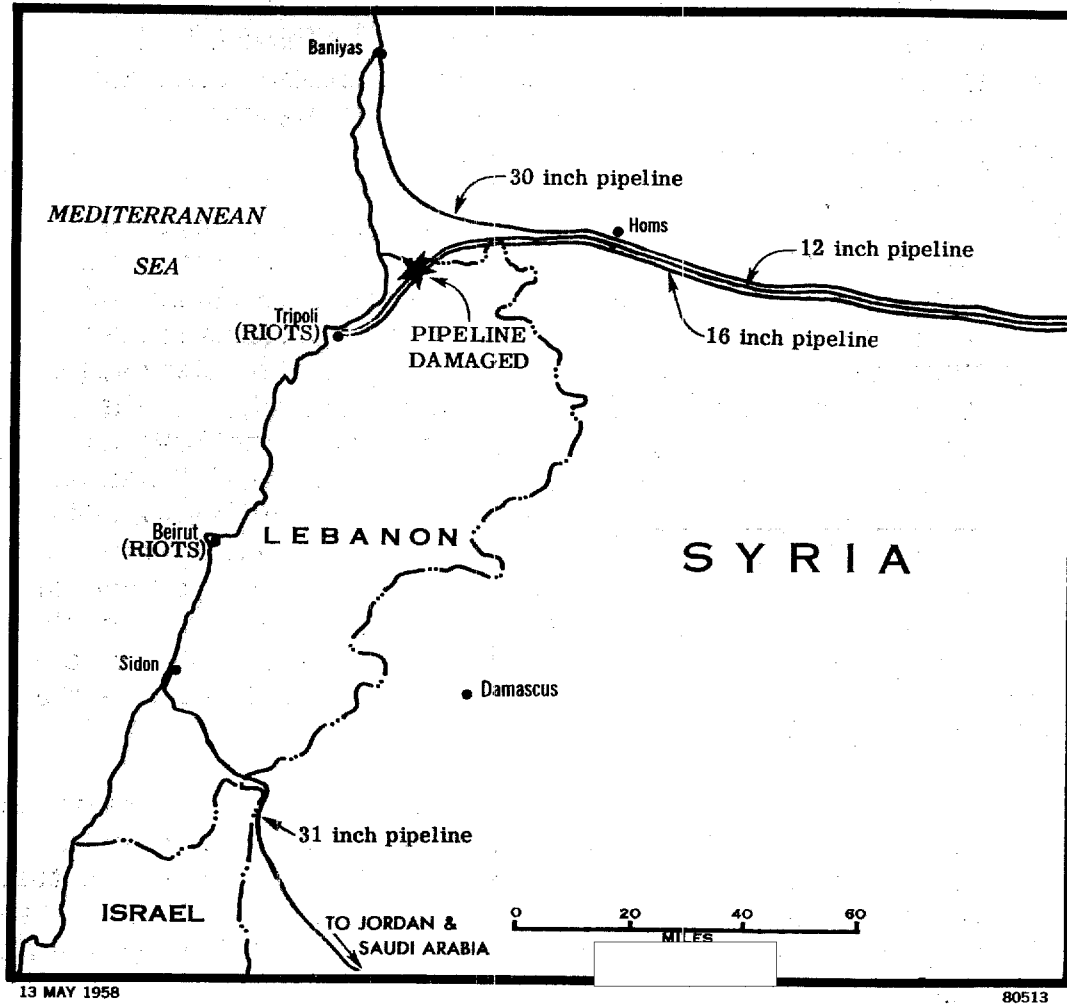 Baniyas
30 inch pipeline
MEDITERRANEAN
SEA
Homs
12 inch pipeline
Tripoli
(RIOTS)
PIPELINE
DAMAGED
16 inch pipeline
Beirut
(RIOTS)
LEBANON
SYRIA
Sidon
Damascus
31 inch pipeline
ISRAEL
TO JORDAN &
SAUDI ARABIA
0 20 40 60
MILES
13 MAY 1958
80513